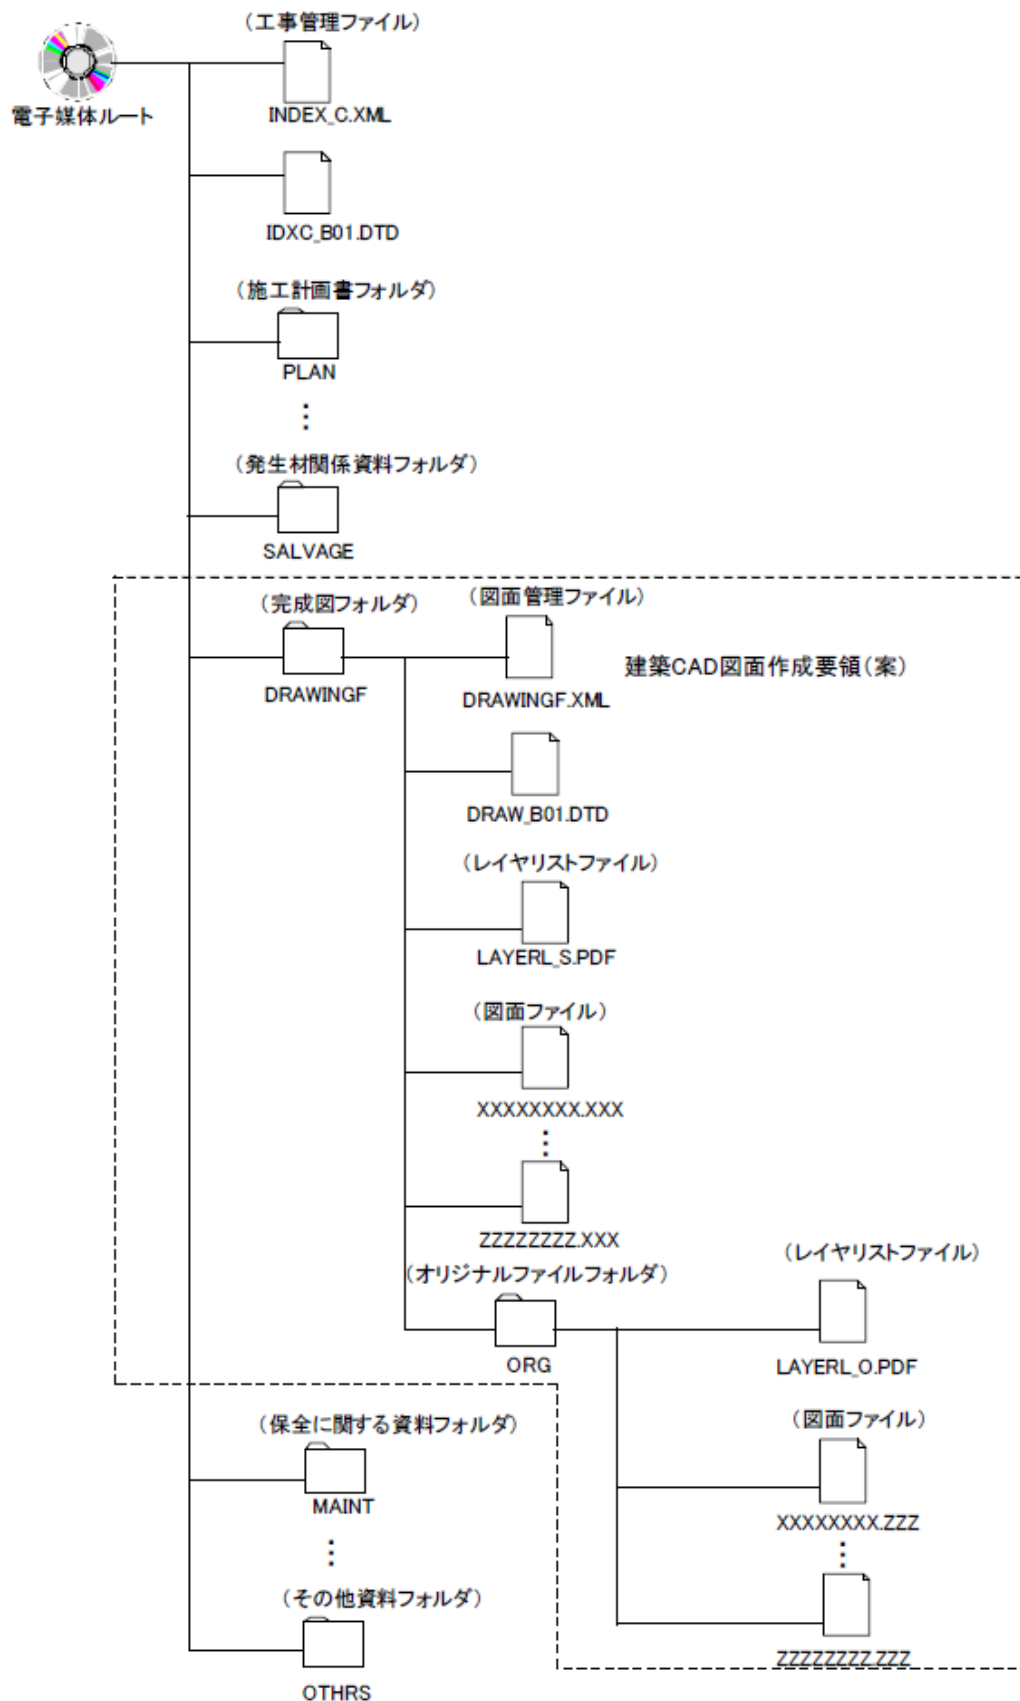 （工事管理ファイル）
電子媒体ルート
INDEX_C.XML
IDXC_B01.DTD
（施工計画書フォルダ）
PLAN
（発生材関係資料フォルダ）
SALVAGE
（完成図フォルダ）
DRAWINGF
（図面管理ファイル）
建築CAD図面作成要領（案）
DRAWINGF.XML
DRAW_B01.DTD
（レイヤリストファイル）
LAYERL_S.PDF
（図面ファイル）
XXXXXXXX.XXX
ZZZZZZZZ.XXX
（オリジナルファイルフォルダ）
ORG
（レイヤリストファイル）
LAYERL_O.PDF
（図面ファイル）
XXXXXXXX.ZZZ
ZZZZZZZZ.ZZZ
（保全に関する資料フォルダ）
MAINT
（その他資料フォルダ）
OTHRS